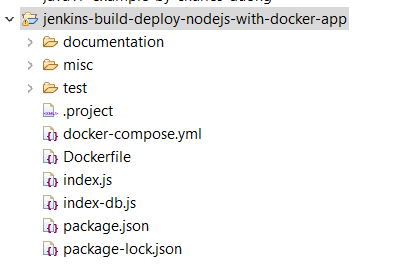 jenkins-build-deploy-nodejs-with-docker-app
documentation
misc
test
.project
docker-compose.yml
Dockerfile
index.js
index-db.js
package.json
package-lock.json